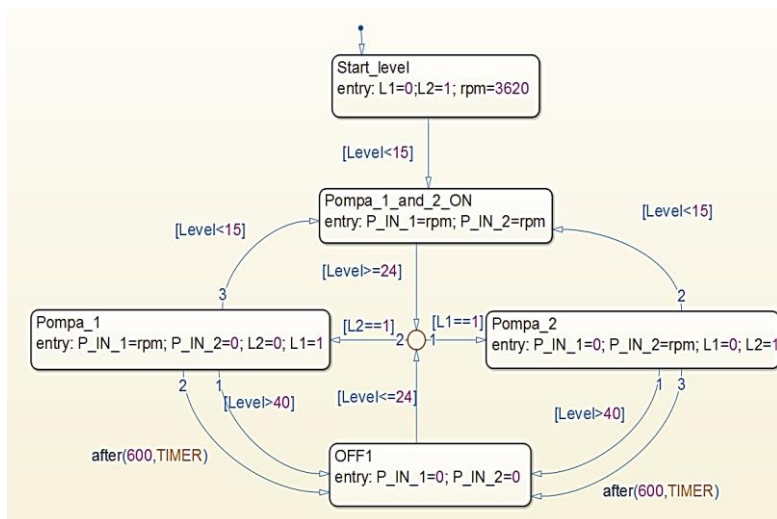 Start_level
entry: L1=0;L2=1; rpm=3620
[Level<15]
Pompa_1_and_2_ON
entry: P_IN_1=rpm; P_IN_2=rpm
[Level<15]
[Level<15]
[Level>=24]
3
2
Pompa_1
entry: P_IN_1=rpm; P_IN_2=0; L2=0; L1=1
[L2==1]
2
1
[L1==1]
Pompa_2
entry: P_IN_1=0; P_IN_2=rpm; L1=0; L2=1
2
1
1
3
[Level>40]
[Level<=24]
[Level>40]
after(600,TIMER)
OFF1
entry: P_IN_1=0; P_IN_2=0
after(600,TIMER)